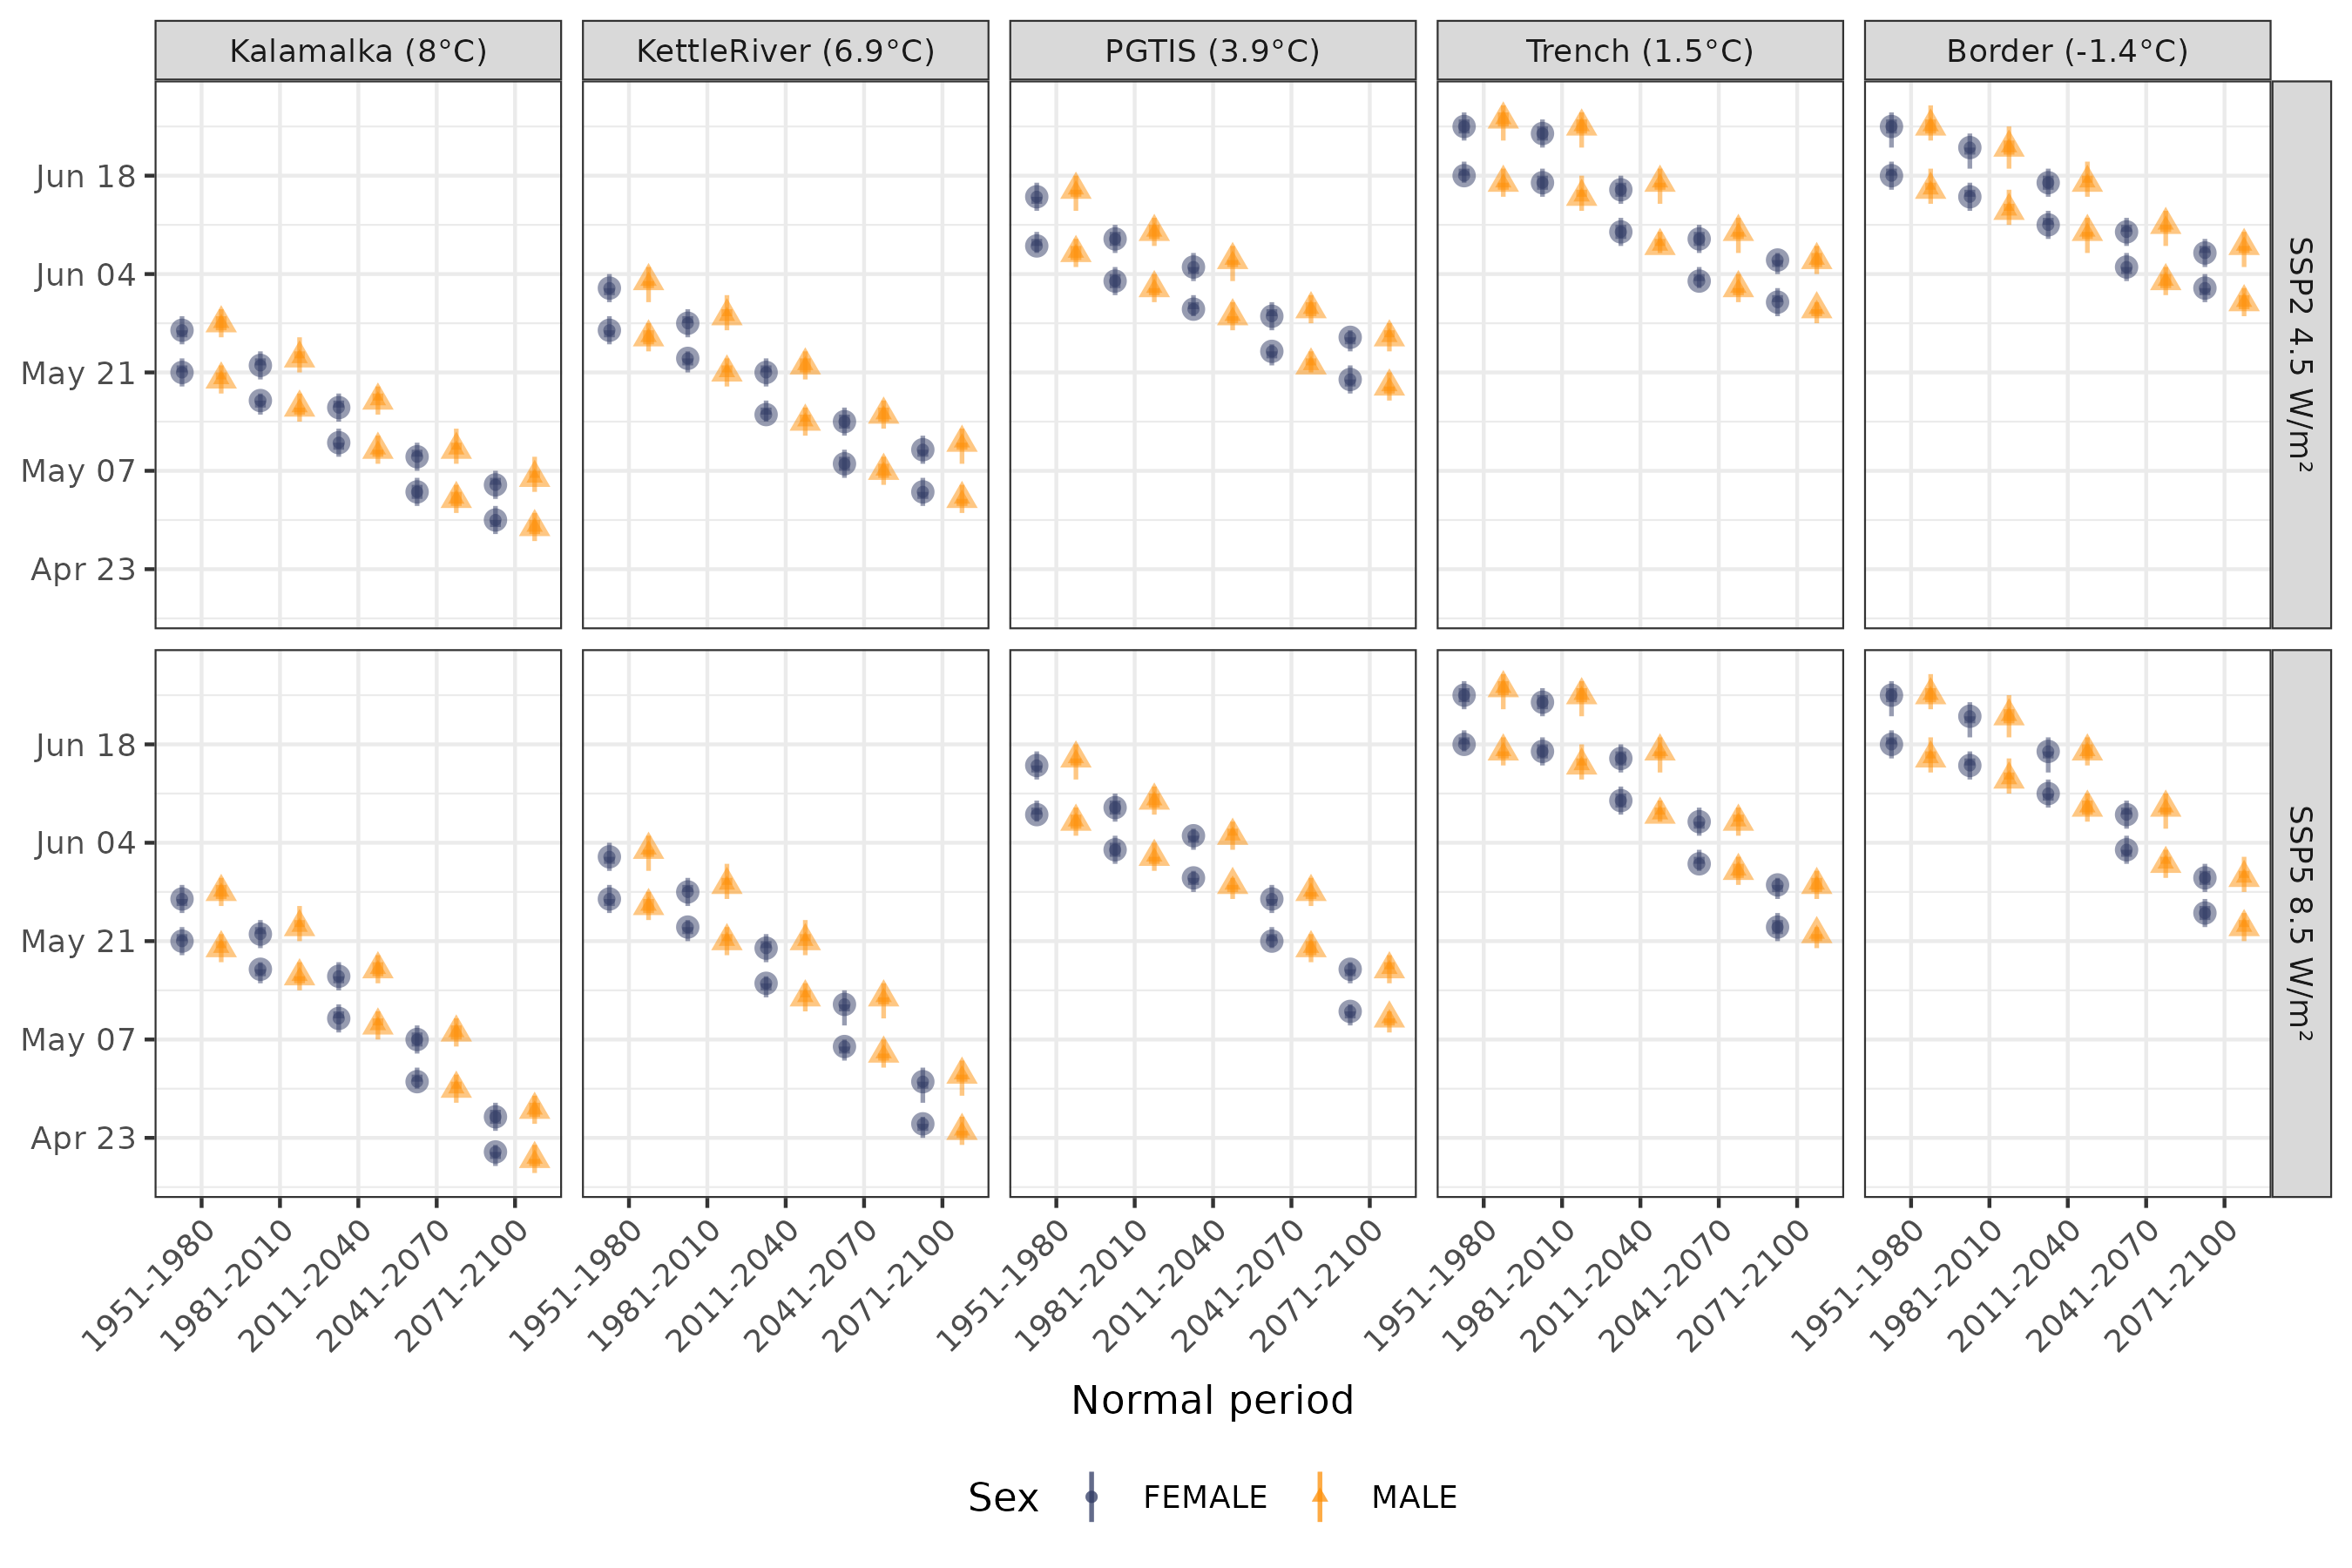 Kalamalka (8°C)
KettleRiver (6.9°C)
PGTIS (3.9°C)
Trench (1.5°C)
Border (-1.4°C)
Jun 18
Jun 04
May 21
May 07
Apr 23
SSP2 4.5 W/m²
Jun 18
Jun 04
May 21
May 07
Apr 23
SSP5 8.5 W/m²
1951-1980
1981-2010
2011-2040
2041-2070
2071-2100
1951-1980
1981-2010
2011-2040
2041-2070
2071-2100
1951-1980
1981-2010
2011-2040
2041-2070
2071-2100
1951-1980
1981-2010
2011-2040
2041-2070
2071-2100
1951-1980
1981-2010
2011-2040
2041-2070
2071-2100
Normal period
Sex FEMALE MALE